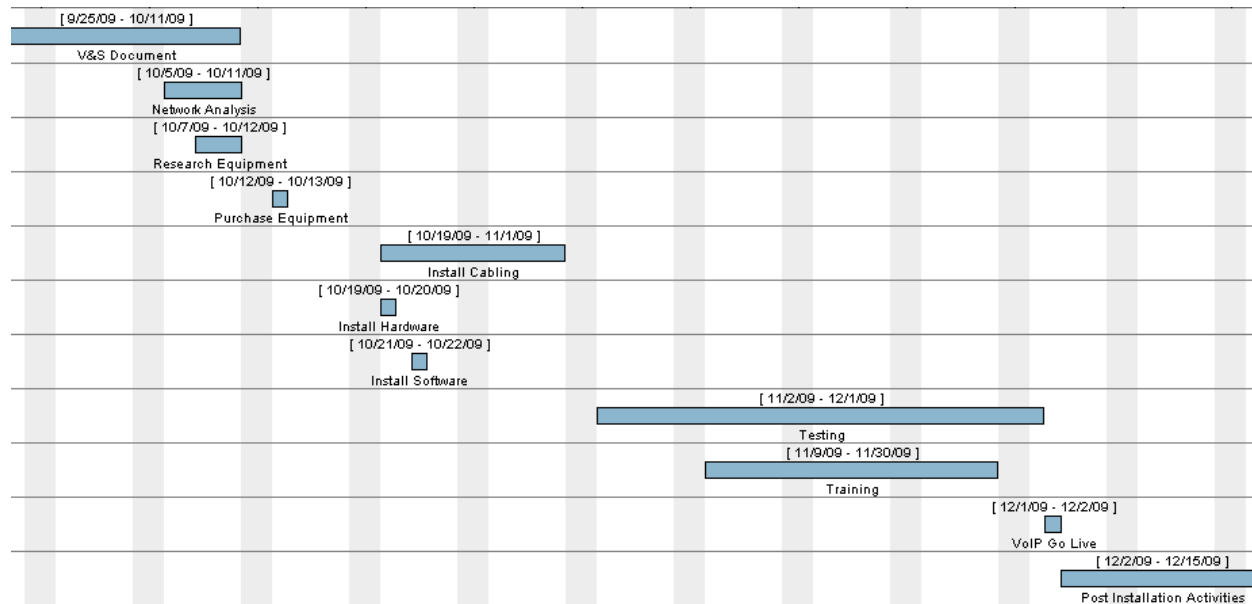 [ 9/25/09 - 10/11/09 ]
V&S Document
[ 10/5/09 - 10/11/09 ]
Network Analysis
[ 10/7/09 - 10/12/09 ]
Research Equipment
[ 10/12/09 - 10/13/09 ]
Purchase Equipment
[ 10/19/09 - 11/1/09 ]
Install Cabling
[ 10/19/09 - 10/20/09 ]
Install Hardware
[ 10/21/09 - 10/22/09 ]
Install Software
[ 11/2/09 - 12/1/09 ]
Testing
[ 11/9/09 - 11/30/09 ]
Training
[ 12/1/09 - 12/2/09 ]
VoIP Go Live
[ 12/2/09 - 12/15/09 ]
Post Installation Activities